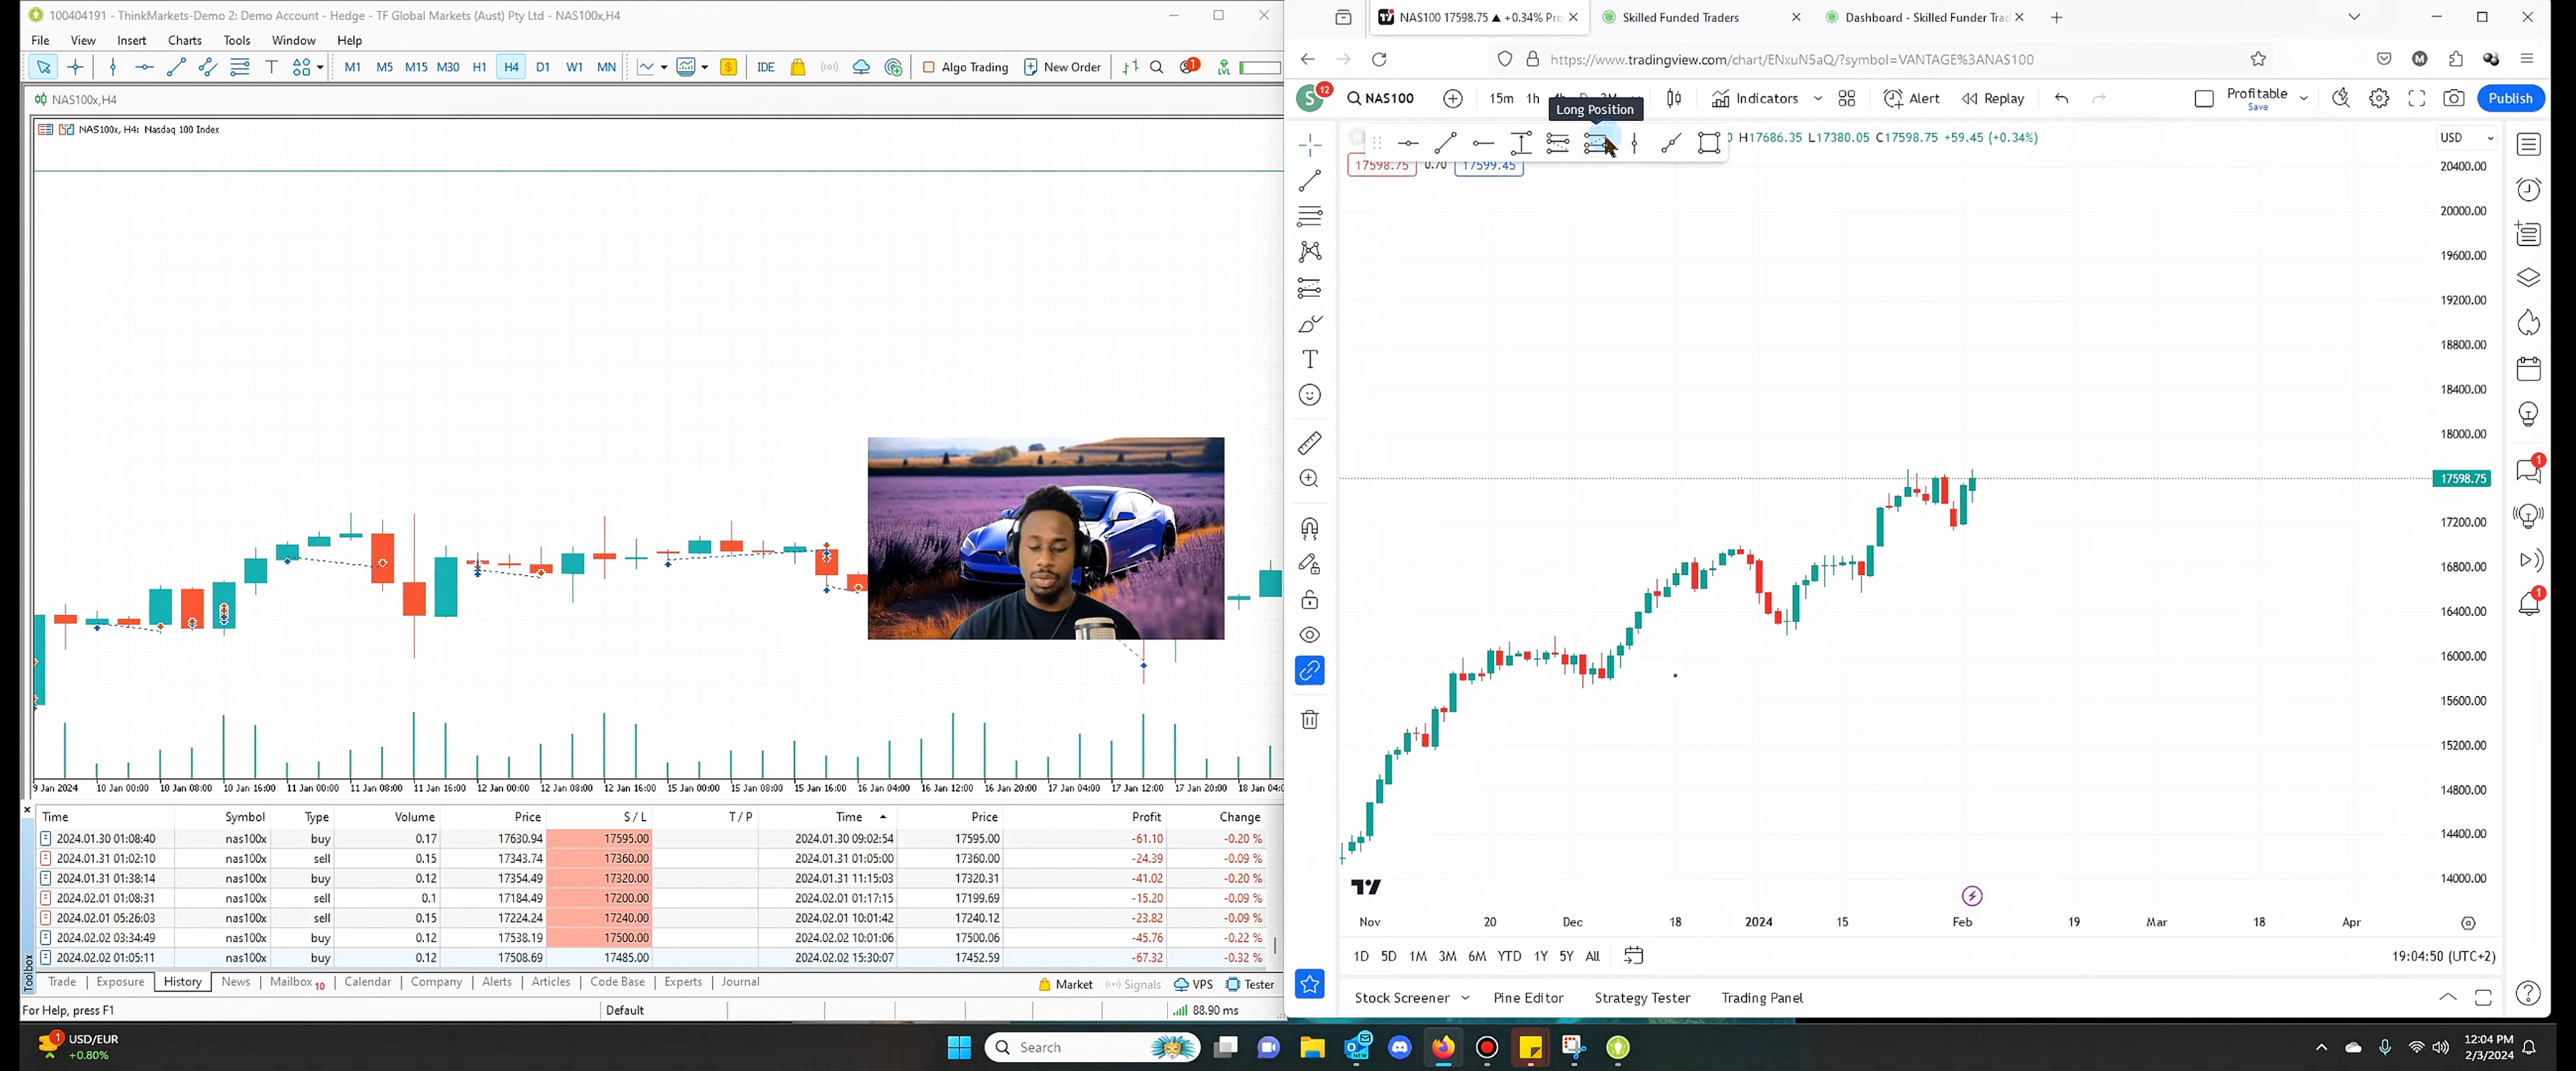 100404191 - ThinkMarkets-Demo 2: Demo Account - Hedge - TF Global Markets (Aust) Pty Ltd - NAS100x,H4
File View Insert Charts Tools Window Help
M1 M5 M15 M30 H1 H4 D1 W1 MN IDE Algo Trading New Order 1 LVL
NAS100x,H4
NAS100x, H4: Nasdaq 100 Index
9 Jan 2024 10 Jan 00:00 10 Jan 08:00 10 Jan 16:00 11 Jan 00:00 11 Jan 08:00 11 Jan 16:00 12 Jan 00:00 12 Jan 08:00 12 Jan 16:00 15 Jan 00:00 15 Jan 08:00 15 Jan 16:00 16 Jan 04:00 16 Jan 12:00 16 Jan 20:00 17 Jan 04:00 17 Jan 12:00 17 Jan 20:00 18 Jan 04:0
Time Symbol Type Volume Price S / L T / P Time Price Profit Change
2024.01.30 01:08:40 nas100x buy 0.17 17630.94 17595.00 2024.01.30 09:02:54 17595.00 -61.10 -0.20 %
2024.01.31 01:02:10 nas100x sell 0.15 17343.74 17360.00 2024.01.31 01:05:00 17360.00 -24.39 -0.09 %
2024.01.31 01:38:14 nas100x buy 0.12 17354.49 17320.00 2024.01.31 11:15:03 17320.31 -41.02 -0.20 %
2024.02.01 01:08:31 nas100x sell 0.1 17184.49 17200.00 2024.02.01 01:17:15 17199.69 -15.20 -0.09 %
2024.02.01 05:26:03 nas100x sell 0.15 17224.24 17240.00 2024.02.01 10:01:42 17240.12 -23.82 -0.09 %
2024.02.02 03:34:49 nas100x buy 0.12 17538.19 17500.00 2024.02.02 10:01:06 17500.06 -45.76 -0.22 %
2024.02.02 01:05:11 nas100x buy 0.12 17508.69 17485.00 2024.02.02 15:30:07 17452.59 -67.32 -0.32 %
Toolbox
Trade Exposure History News Mailbox 10 Calendar Company Alerts Articles Code Base Experts Journal Market Signals VPS Tester
For Help, press F1 Default 88.90 ms
NAS100 17598.75 ▲ +0.34% Pro Skilled Funded Traders Dashboard - Skilled Funder Trad
https://www.tradingview.com/chart/ENxuN5aQ/?symbol=VANTAGE%3ANAS100
S 12 NAS100 15m 1h D Indicators Alert Replay Profitable Save Publish
Long Position
0 H17686.35 L17380.05 C17598.75 +59.45 (+0.34%) USD
17598.75 0.70 17599.45
20400.00
20000.00
19600.00
19200.00
18800.00
18400.00
18000.00
17598.75
17200.00
16800.00
16400.00
16000.00
15600.00
15200.00
14800.00
14400.00
14000.00
1
1
Nov 20 Dec 18 2024 15 Feb 19 Mar 18 Apr
1D 5D 1M 3M 6M YTD 1Y 5Y All 19:04:50 (UTC+2)
Stock Screener Pine Editor Strategy Tester Trading Panel
1 USD/EUR
+0.80%
Search
NEW
12:04 PM
2/3/2024